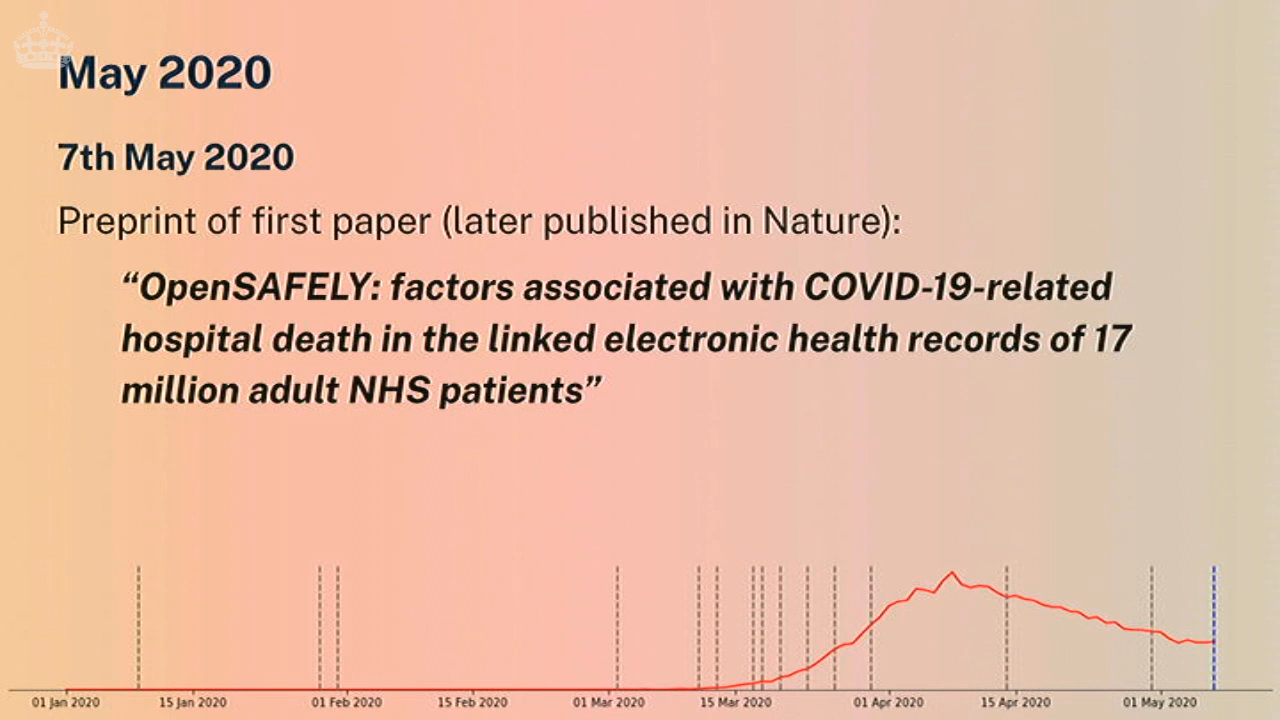 May 2020
7th May 2020
Preprint of first paper (later published in Nature):
“OpenSAFELY: factors associated with COVID-19-related
hospital death in the linked electronic health records of 17
million adult NHS patients”
01 Jan 2020 15 Jan 2020 01 Feb 2020 15 Feb 2020 01 Mar 2020 15 Mar 2020 01 Apr 2020 15 Apr 2020 01 May 2020